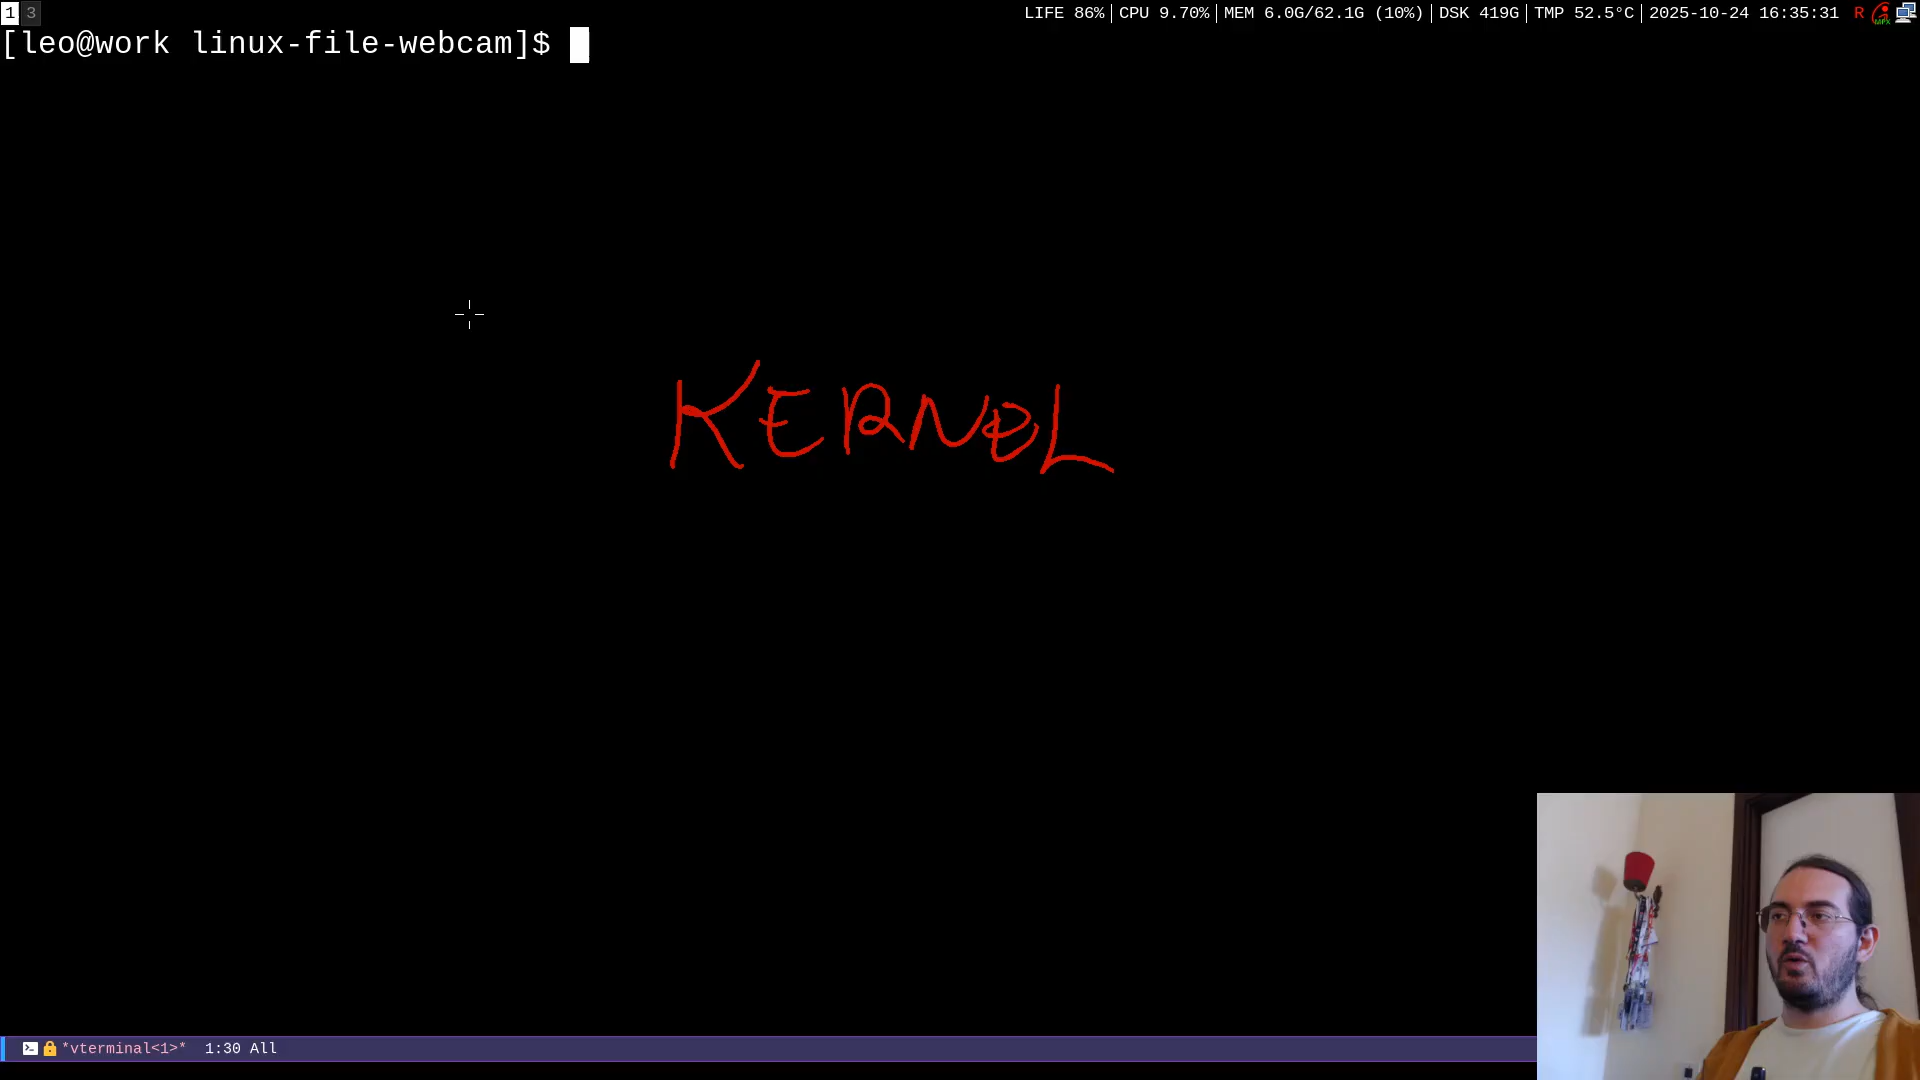 1 3 LIFE 86% CPU 9.70% MEM 6.0G/62.1G (10%) DSK 419G TMP 52.5°C 2025-10-24 16:35:31 R
[leo@work linux-file-webcam]$
KERNEL
*vterminal<1>* 1:30 All